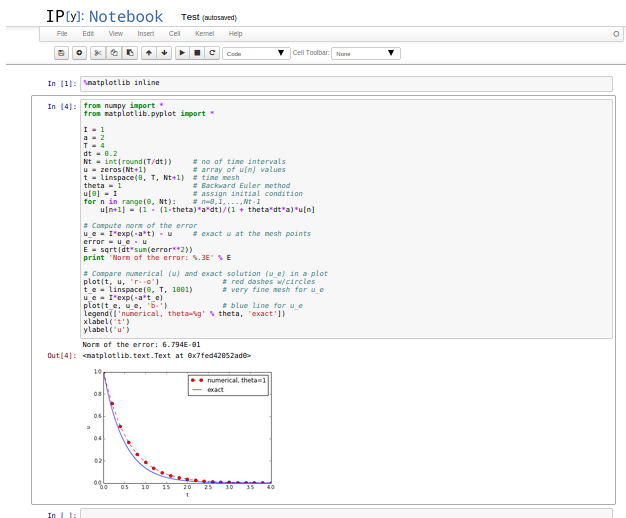 IP[y]: Notebook Test (autosaved)
File Edit View Insert Cell Kernel Help
Code Cell Toolbar: None
In [1]: %matplotlib inline
In [4]: from numpy import *
from matplotlib.pyplot import *
I = 1
a = 2
T = 4
dt = 0.2
Nt = int(round(T/dt)) # no of time intervals
u = zeros(Nt+1) # array of u[n] values
t = linspace(0, T, Nt+1) # time mesh
theta = 1 # Backward Euler method
u[0] = I # assign initial condition
for n in range(0, Nt): # n=0,1,...,Nt-1
u[n+1] = (1 - (1-theta)*a*dt)/(1 + theta*dt*a)*u[n]
# Compute norm of the error
u_e = I*exp(-a*t) - u # exact u at the mesh points
error = u_e - u
E = sqrt(dt*sum(error**2))
print 'Norm of the error: %.3E' % E
# Compare numerical (u) and exact solution (u_e) in a plot
plot(t, u, 'r--o') # red dashes w/circles
t_e = linspace(0, T, 1001) # very fine mesh for u_e
u_e = I*exp(-a*t_e)
plot(t_e, u_e, 'b-') # blue line for u_e
legend(['numerical, theta=%g' % theta, 'exact'])
xlabel('t')
ylabel('u')
Norm of the error: 6.794E-01
Out[4]: <matplotlib.text.Text at 0x7fed42052ad0>
1.0
0.8
0.6
0.4
0.2
0.0
u
numerical, theta=1
exact
0.0 0.5 1.0 1.5 2.0 2.5 3.0 3.5 4.0
t
In [ ]: